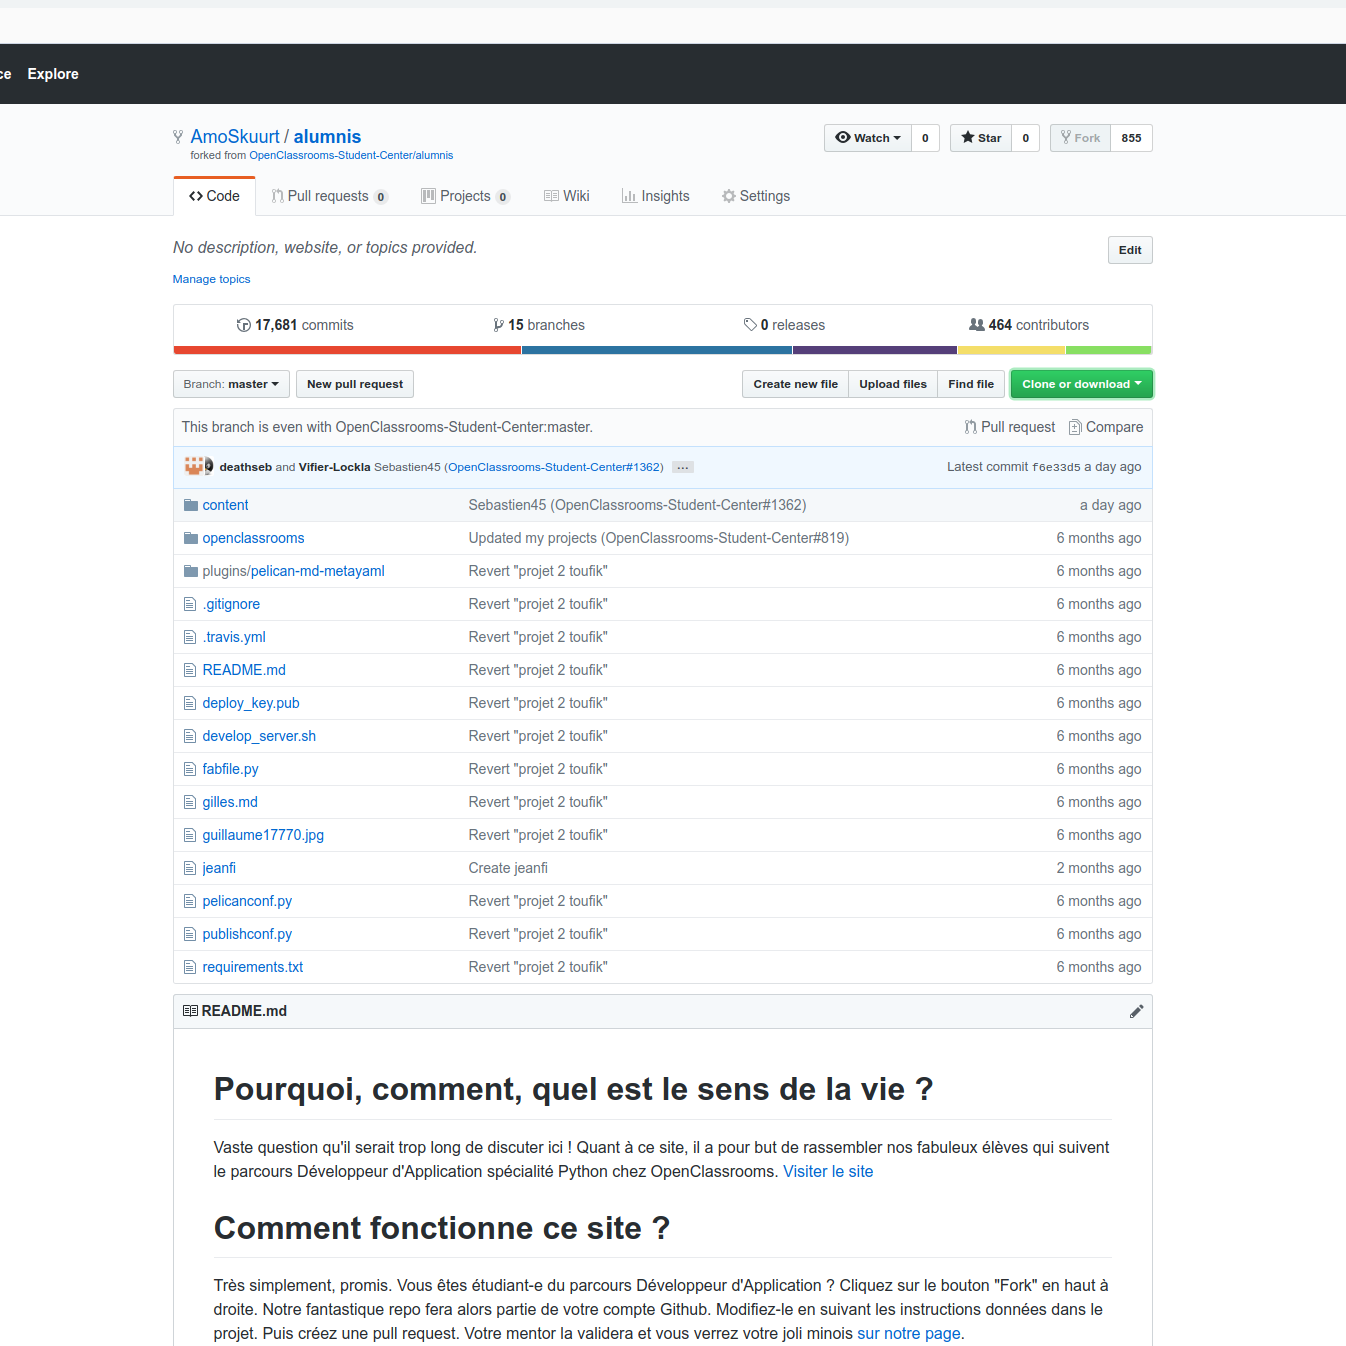 ce Explore
AmoSkuurt / alumnis
Watch 0 Star 0 Fork 855
forked from OpenClassrooms-Student-Center/alumnis
Code Pull requests 0 Projects 0 Wiki Insights Settings
No description, website, or topics provided.
Edit
Manage topics
17,681 commits 15 branches 0 releases 464 contributors
Branch: master New pull request Create new file Upload files Find file Clone or download
This branch is even with OpenClassrooms-Student-Center:master. Pull request Compare
deathseb and Vifier-Lockla Sebastien45 (OpenClassrooms-Student-Center#1362) ... Latest commit f6e33d5 a day ago
content Sebastien45 (OpenClassrooms-Student-Center#1362) a day ago
openclassrooms Updated my projects (OpenClassrooms-Student-Center#819) 6 months ago
plugins/pelican-md-metayaml Revert "projet 2 toufik" 6 months ago
.gitignore Revert "projet 2 toufik" 6 months ago
.travis.yml Revert "projet 2 toufik" 6 months ago
README.md Revert "projet 2 toufik" 6 months ago
deploy_key.pub Revert "projet 2 toufik" 6 months ago
develop_server.sh Revert "projet 2 toufik" 6 months ago
fabfile.py Revert "projet 2 toufik" 6 months ago
gilles.md Revert "projet 2 toufik" 6 months ago
guillaume17770.jpg Revert "projet 2 toufik" 6 months ago
jeanfi Create jeanfi 2 months ago
pelicanconf.py Revert "projet 2 toufik" 6 months ago
publishconf.py Revert "projet 2 toufik" 6 months ago
requirements.txt Revert "projet 2 toufik" 6 months ago
README.md
Pourquoi, comment, quel est le sens de la vie ?
Vaste question qu'il serait trop long de discuter ici ! Quant à ce site, il a pour but de rassembler nos fabuleux élèves qui suivent
le parcours Développeur d'Application spécialité Python chez OpenClassrooms. Visiter le site
Comment fonctionne ce site ?
Très simplement, promis. Vous êtes étudiant-e du parcours Développeur d'Application ? Cliquez sur le bouton "Fork" en haut à
droite. Notre fantastique repo fera alors partie de votre compte Github. Modifiez-le en suivant les instructions données dans le
projet. Puis créez une pull request. Votre mentor la validera et vous verrez votre joli minois sur notre page.